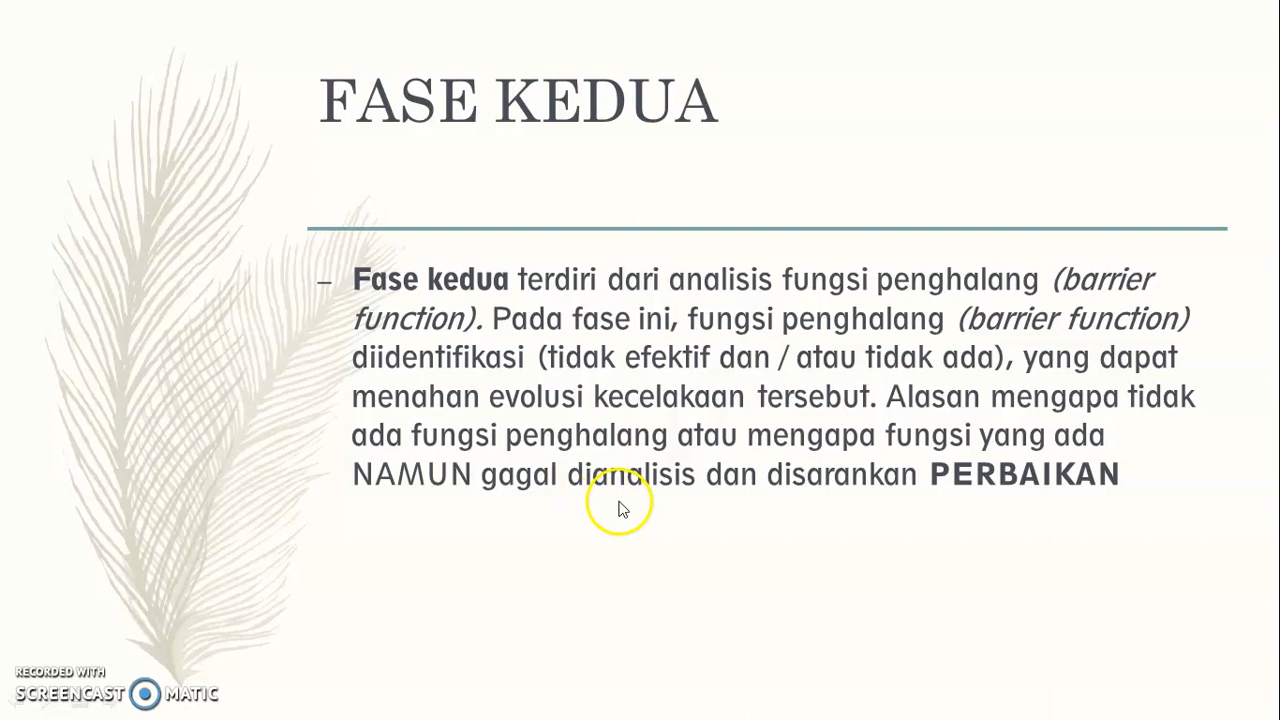 FASE KEDUA
– Fase kedua terdiri dari analisis fungsi penghalang (barrier
function). Pada fase ini, fungsi penghalang (barrier function)
diidentifikasi (tidak efektif dan / atau tidak ada), yang dapat
menahan evolusi kecelakaan tersebut. Alasan mengapa tidak
ada fungsi penghalang atau mengapa fungsi yang ada
NAMUN gagal dianalisis dan disarankan PERBAIKAN
RECORDED WITH
SCREENCAST MATIC